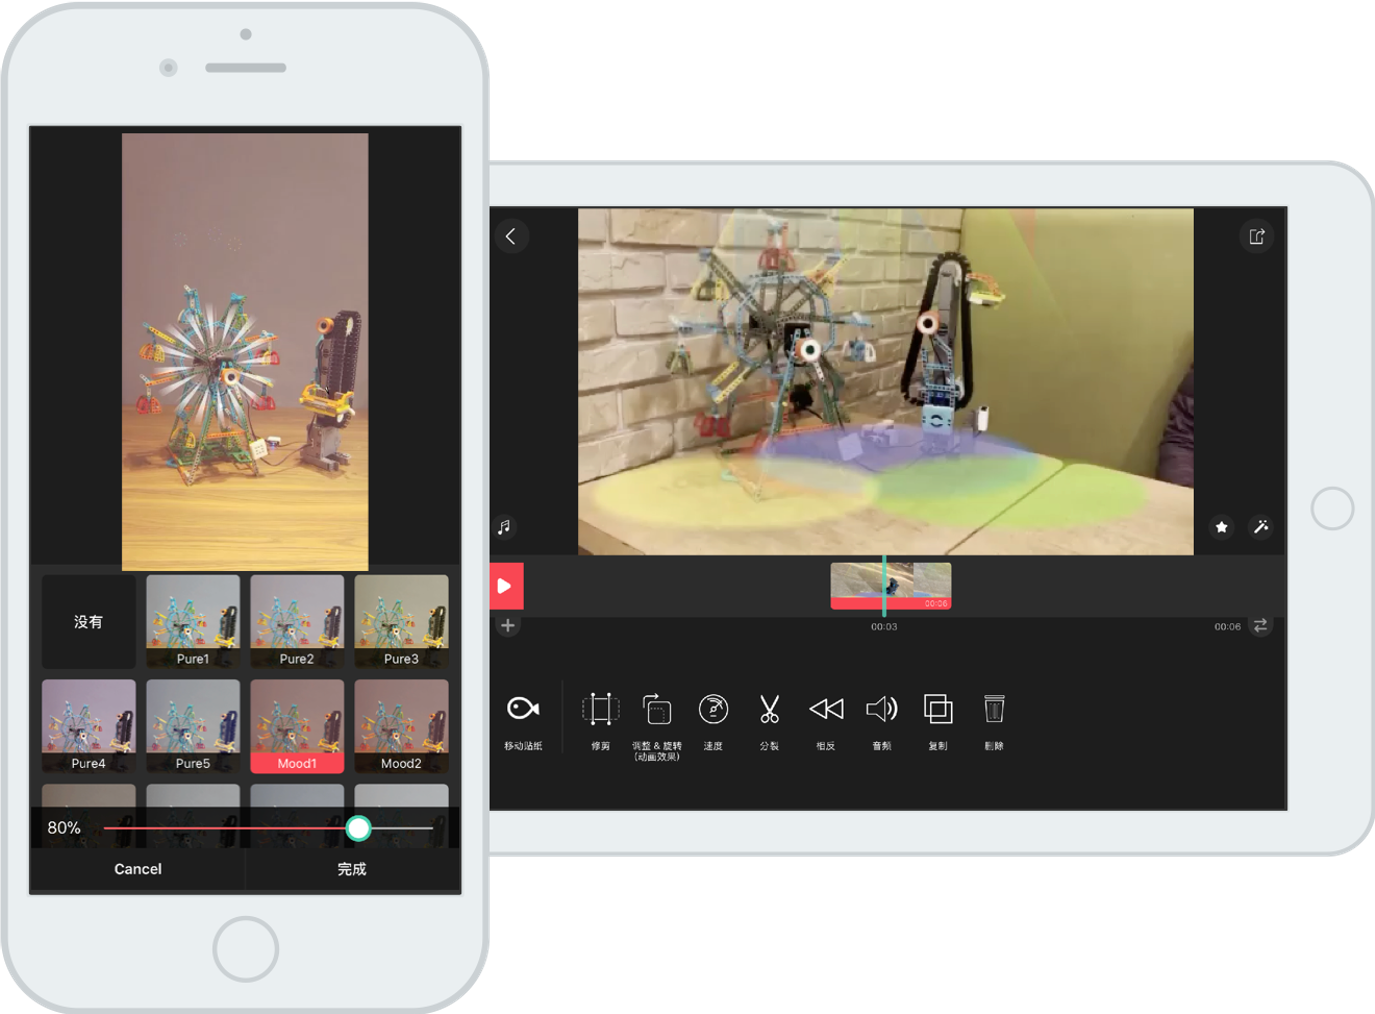 没有
Pure1
Pure2
Pure3
Pure4
Pure5
Mood1
Mood2
80%
Cancel
完成
00:06
00:03
00:06
移动贴纸
修剪
调整 & 旋转
(动画效果)
速度
分裂
相反
音频
复制
删除